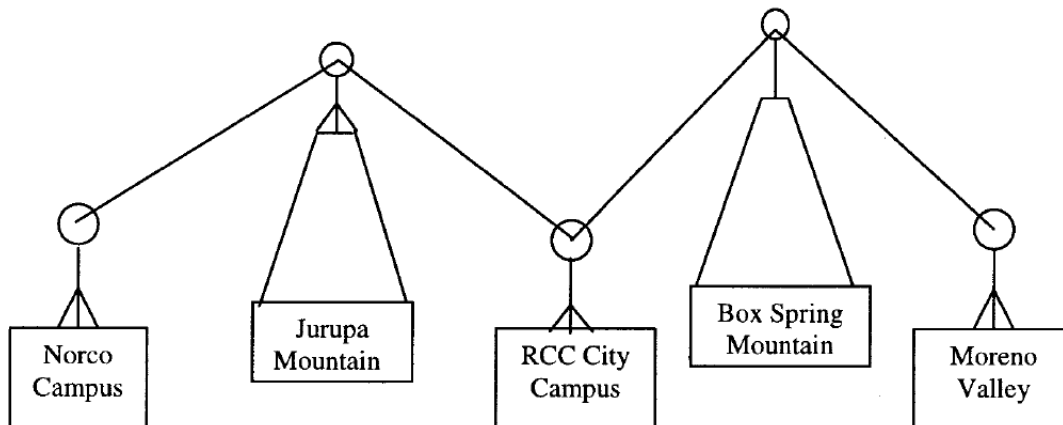 Norco
Campus
Jurupa
Mountain
RCC City
Campus
Box Spring
Mountain
Moreno
Valley